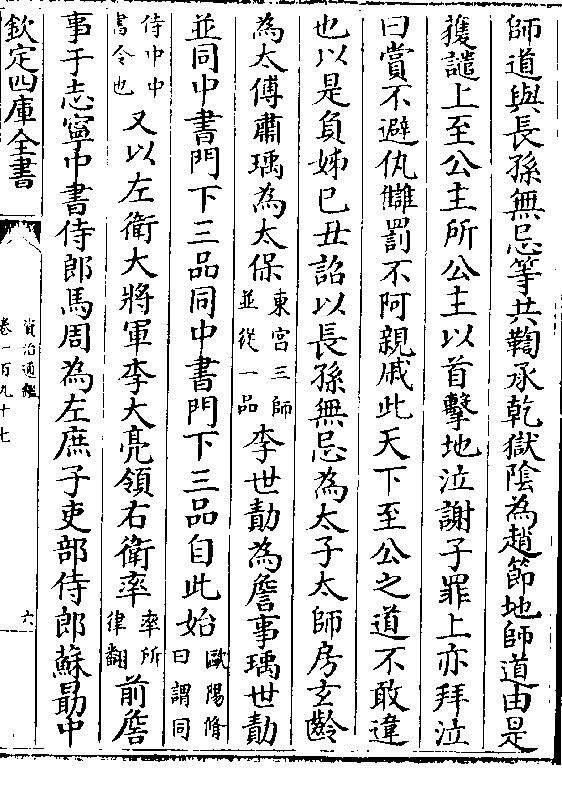 師道與長孫無忌等共鞫承乾獄陰為趙節地師道由是
獲譴上至公主所公主以首擊地泣謝子罪上亦拜泣
曰賞不避仇讎罰不阿親戚此天下至公之道不敢違
也以是負姊己丑詔以長孫無忌為太子太師房玄齡
為太傅蕭瑀為太保東宮三師並從一品李世勣為詹事瑀世勣
並同中書門下三品同中書門下三品自此始歐陽脩曰謂同
侍中中書令也又以左衛大將軍李大亮領右衛率率所律翻前詹
事于志寧中書侍郎馬周為左庶子吏部侍郎蘇勗中
欽定四庫全書
資治通鑑
卷一百九十七
六